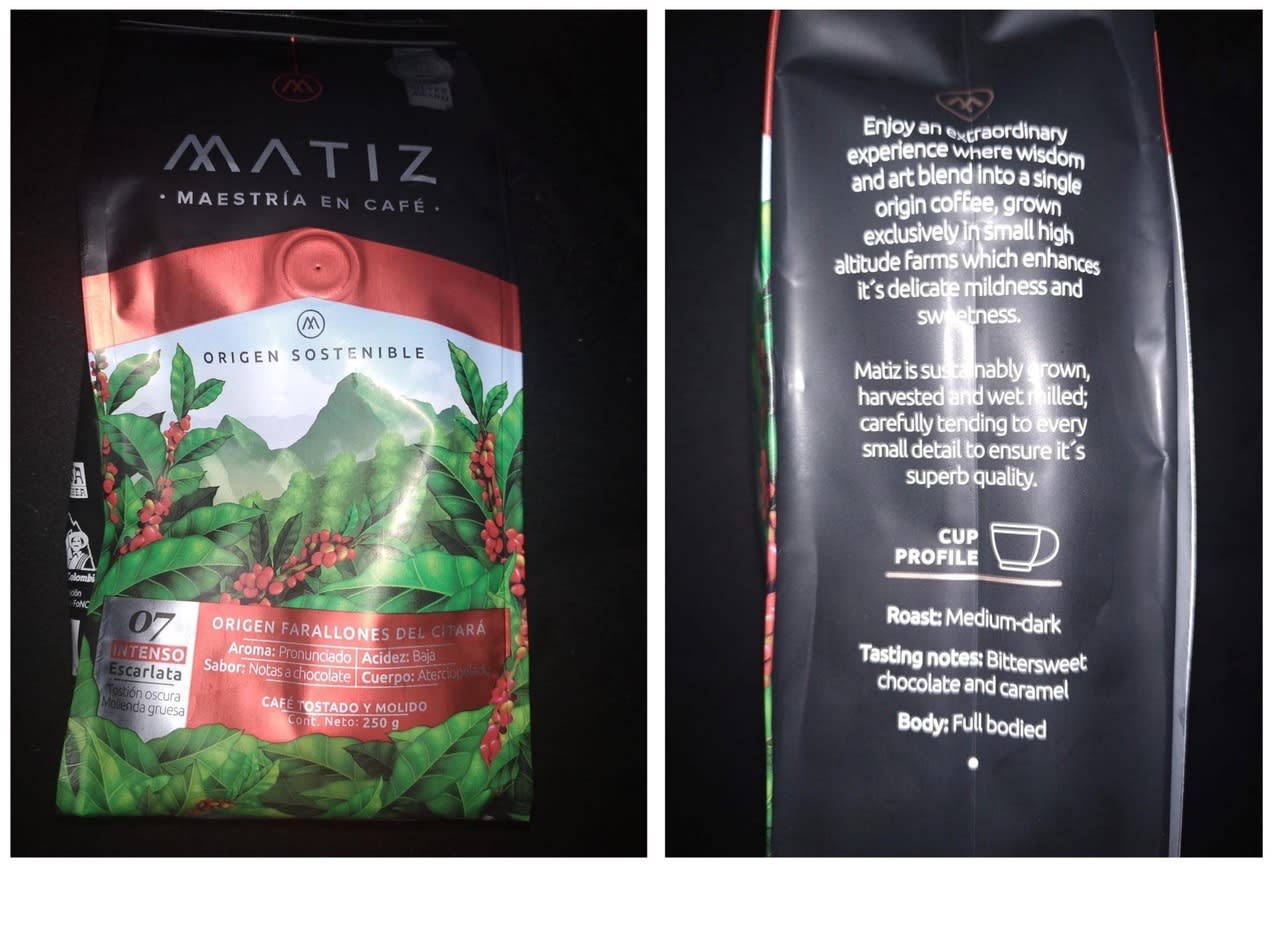 MATIZ
· MAESTRÍA EN CAFÉ ·
ORIGEN SOSTENIBLE
07
INTENSO
Escarlata
Tostión oscura
Molienda gruesa
ORIGEN FARALLONES DEL CITARÁ
Aroma: Pronunciado Acidez: Baja
Sabor: Notas a chocolate Cuerpo:
CAFÉ TOSTADO Y MOLIDO
Cont. Neto: 250 g
FoNC
Enjoy an extraordinary
experience where wisdom
and art blend into a single
origin coffee, grown
exclusively in small high
altitude farms which enhances
it´s delicate mildness and
sweetness.
Matiz is sustainably grown,
harvested and wet milled;
carefully tending to every
small detail to ensure it´s
superb quality.
CUP
PROFILE
Roast: Medium-dark
Tasting notes: Bittersweet
chocolate and caramel
Body: Full bodied